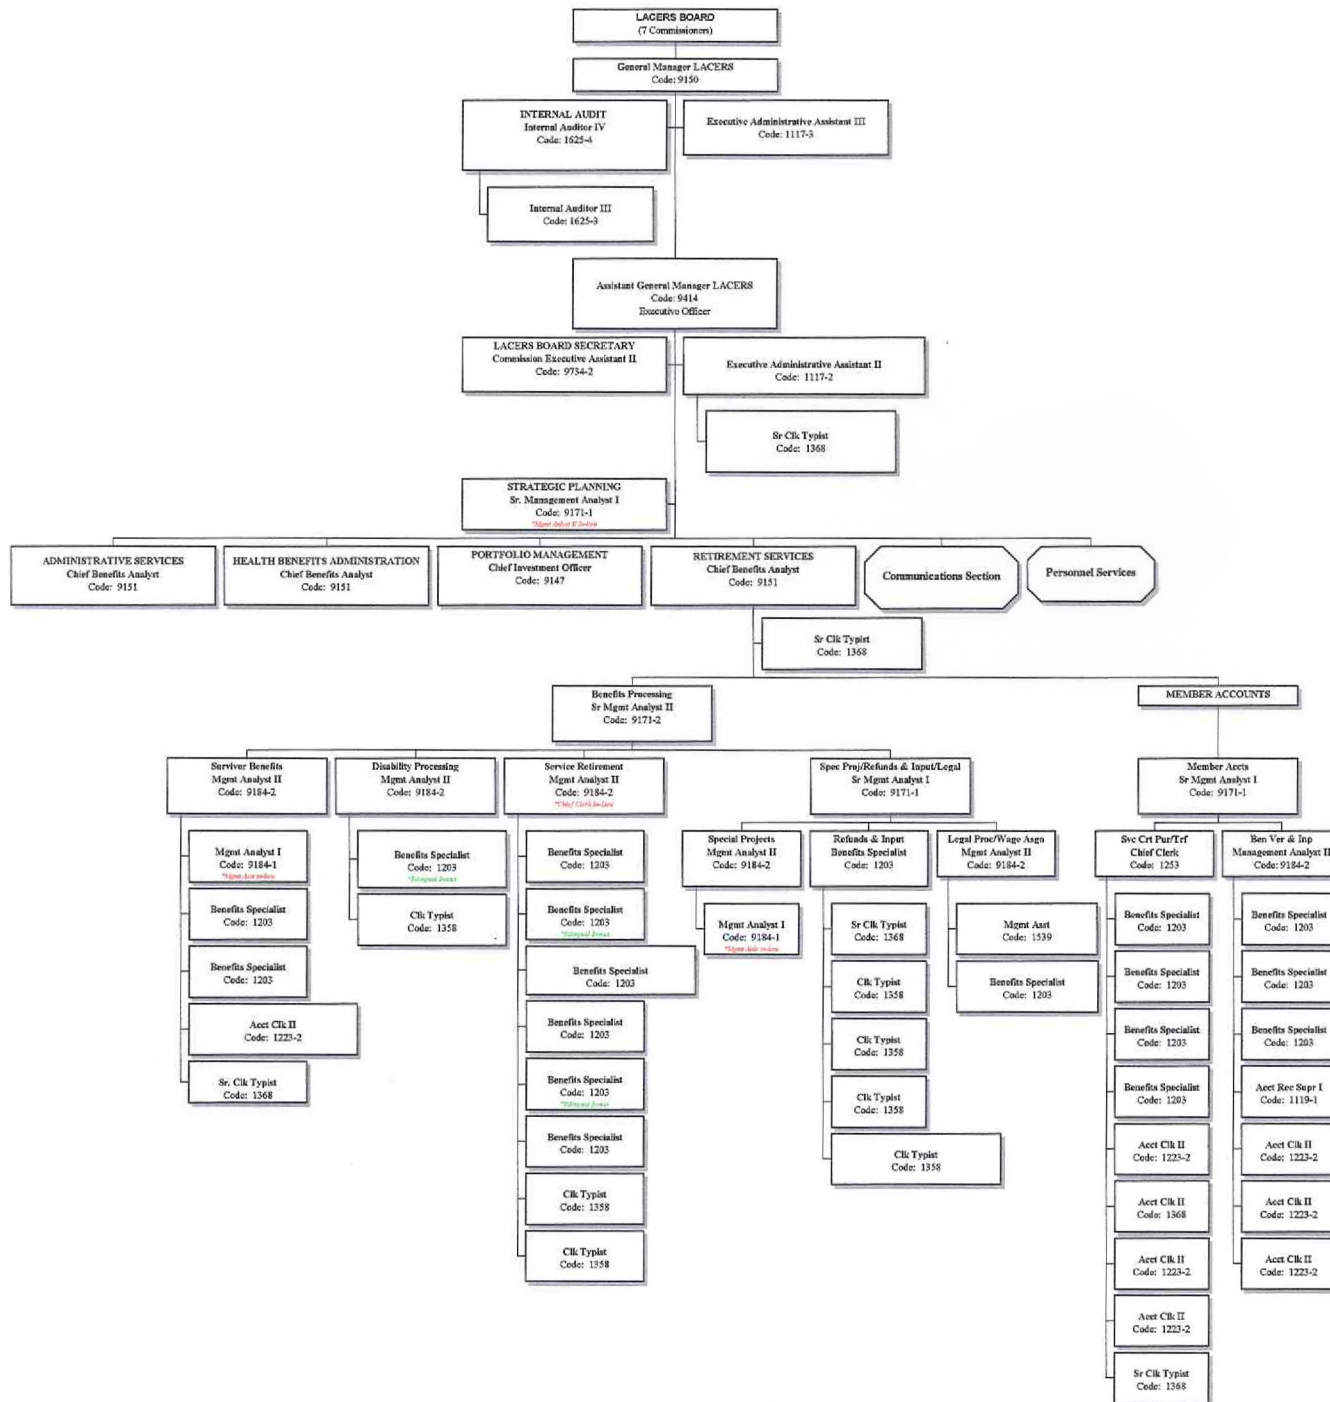 LACERS BOARD
(7 Commissioners)
General Manager LACERS
Code: 9150
INTERNAL AUDIT
Internal Auditor IV
Code: 1625-4
Executive Administrative Assistant III
Code: 1117-3
Internal Auditor III
Code: 1625-3
Assistant General Manager LACERS
Code: 9414
Executive Officer
LACERS BOARD SECRETARY
Commission Executive Assistant II
Code: 9734-2
Executive Administrative Assistant II
Code: 1117-2
Sr Clk Typist
Code: 1368
STRATEGIC PLANNING
Sr. Management Analyst I
Code: 9171-1
ADMINISTRATIVE SERVICES
Chief Benefits Analyst
Code: 9151
HEALTH BENEFITS ADMINISTRATION
Chief Benefits Analyst
Code: 9151
PORTFOLIO MANAGEMENT
Chief Investment Officer
Code: 9147
RETIREMENT SERVICES
Chief Benefits Analyst
Code: 9151
Communications Section
Personnel Services
Sr Clk Typist
Code: 1368
Benefits Processing
Sr Mgmt Analyst II
Code: 9171-2
MEMBER ACCOUNTS
Survivor Benefits
Mgmt Analyst II
Code: 9184-2
Disability Processing
Mgmt Analyst II
Code: 9184-2
Service Retirement
Mgmt Analyst II
Code: 9184-2
*Chief Clerk In-lieu
Spec Proj/Refunds & Input/Legal
Sr Mgmt Analyst I
Code: 9171-1
Member Accts
Sr Mgmt Analyst I
Code: 9171-1
Mgmt Analyst I
Code: 9184-1
Benefits Specialist
Code: 1203
Benefits Specialist
Code: 1203
Acct Clk II
Code: 1223-2
Sr. Clk Typist
Code: 1368
Benefits Specialist
Code: 1203
*Bilingual Bonus
Clk Typist
Code: 1358
Benefits Specialist
Code: 1203
Benefits Specialist
Code: 1203
*Bilingual Bonus
Benefits Specialist
Code: 1203
Benefits Specialist
Code: 1203
Benefits Specialist
Code: 1203
*Bilingual Bonus
Benefits Specialist
Code: 1203
Clk Typist
Code: 1358
Clk Typist
Code: 1358
Special Projects
Mgmt Analyst II
Code: 9184-2
Mgmt Analyst I
Code: 9184-1
*Mgmt Aide in-lieu
Refunds & Input
Benefits Specialist
Code: 1203
Sr Clk Typist
Code: 1368
Clk Typist
Code: 1358
Clk Typist
Code: 1358
Clk Typist
Code: 1358
Clk Typist
Code: 1358
Legal Proc/Wage Asgn
Mgmt Analyst II
Code: 9184-2
Mgmt Asst
Code: 1539
Benefits Specialist
Code: 1203
Svc Crt Pur/Trf
Chief Clerk
Code: 1253
Benefits Specialist
Code: 1203
Benefits Specialist
Code: 1203
Benefits Specialist
Code: 1203
Benefits Specialist
Code: 1203
Acct Clk II
Code: 1223-2
Acct Clk II
Code: 1368
Acct Clk II
Code: 1223-2
Acct Clk II
Code: 1223-2
Sr Clk Typist
Code: 1368
Ben Ver & Inp
Management Analyst II
Code: 9184-2
Benefits Specialist
Code: 1203
Benefits Specialist
Code: 1203
Benefits Specialist
Code: 1203
Acct Rec Supr I
Code: 1119-1
Acct Clk II
Code: 1223-2
Acct Clk II
Code: 1223-2
Acct Clk II
Code: 1223-2